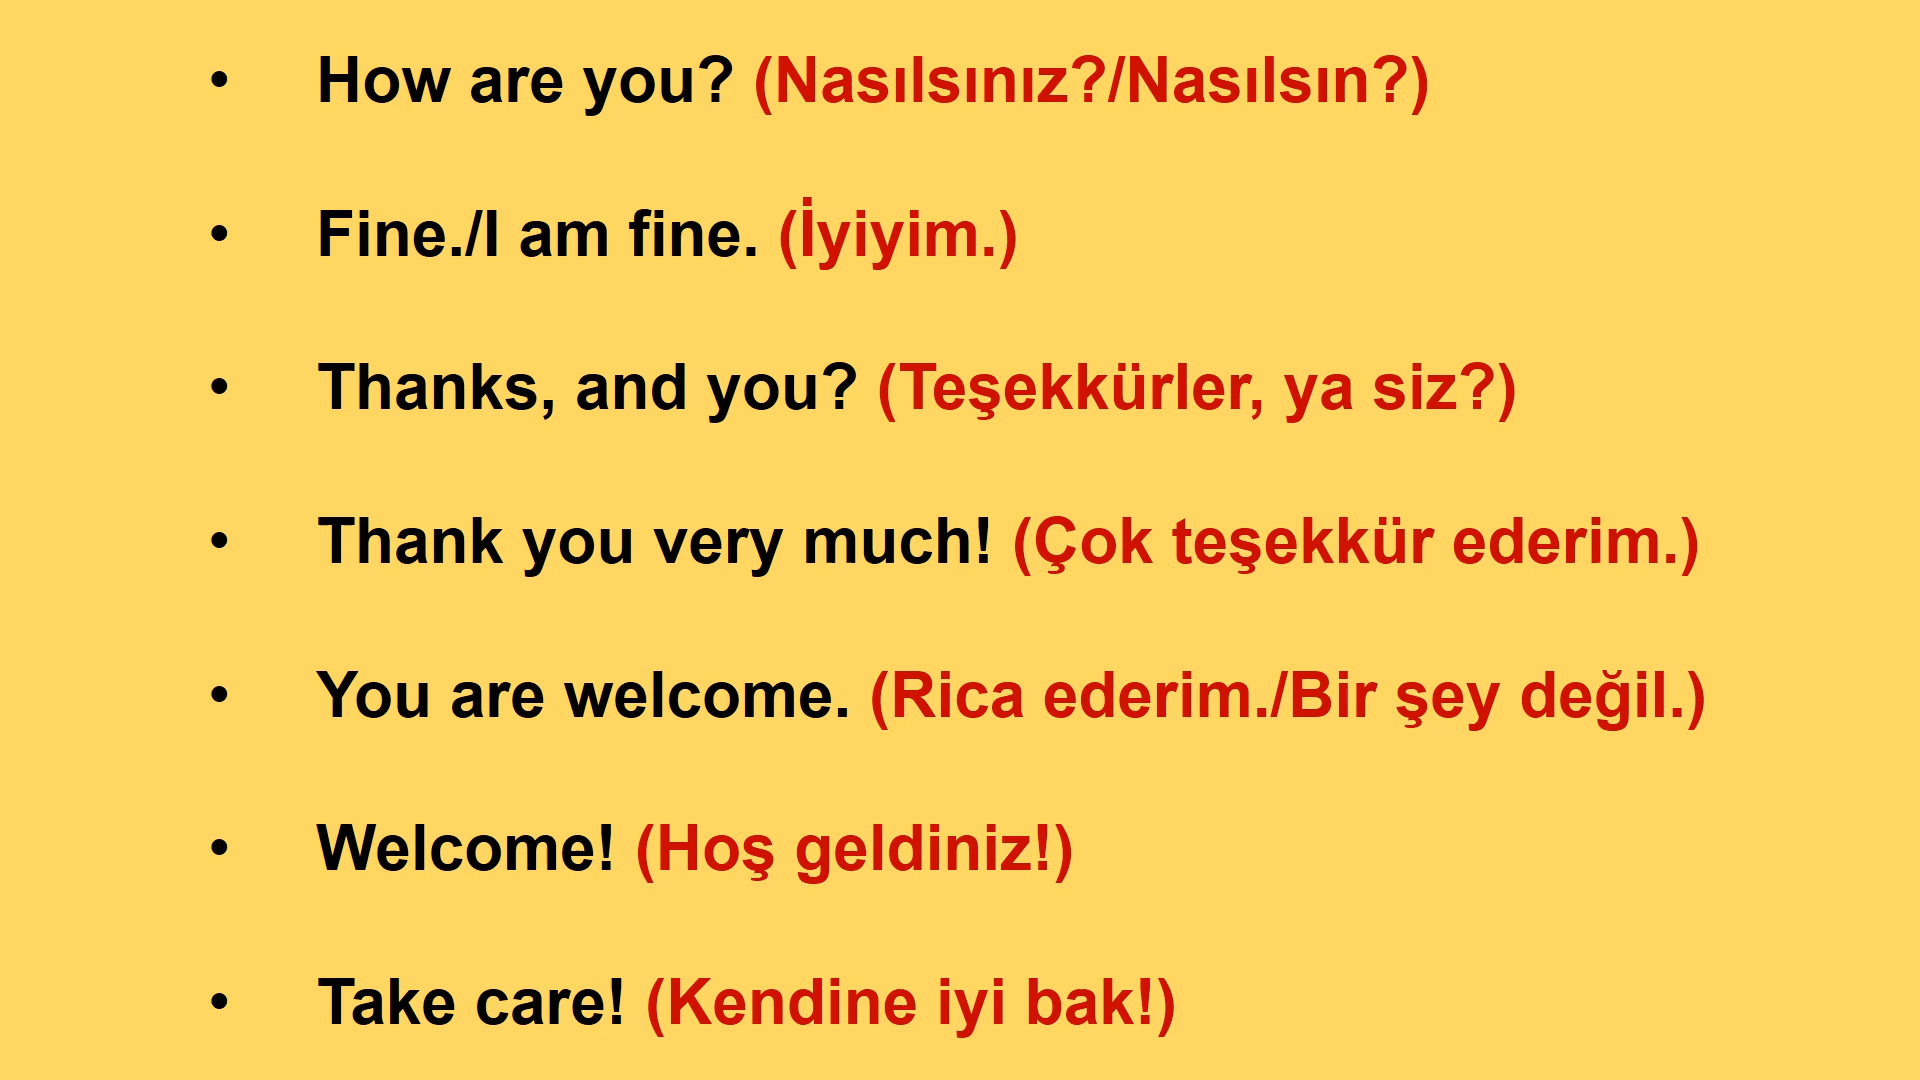 • How are you? (Nasılsınız?/Nasılsın?)
• Fine./I am fine. (İyiyim.)
• Thanks, and you? (Teşekkürler, ya siz?)
• Thank you very much! (Çok teşekkür ederim.)
• You are welcome. (Rica ederim./Bir şey değil.)
• Welcome! (Hoş geldiniz!)
• Take care! (Kendine iyi bak!)